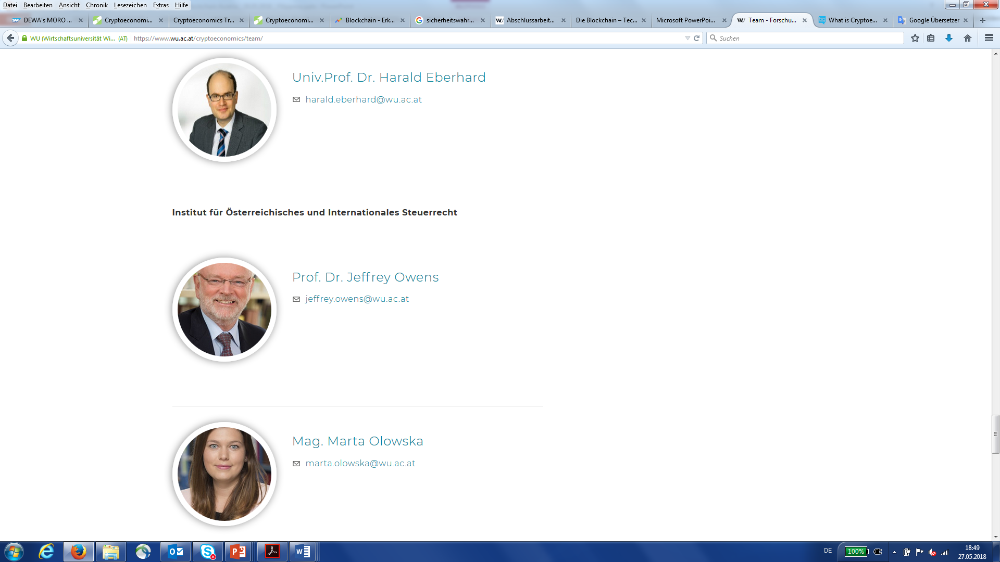 Datei Bearbeiten Ansicht Chronik Lesezeichen Extras Hilfe
DEWA's MORO ... Cryptoeconomi... Cryptoeconomics Tr... Cryptoeconomi... Blockchain - Erk... sicherheitswahr... Abschlussarbeit... Die Blockchain – Tec... Microsoft PowerPoi... Team - Forschu... What is Cryptoe... Google Übersetzer
WU (Wirtschaftsuniversität Wi... (AT) https://www.wu.ac.at/cryptoeconomics/team/ Suchen
Univ.Prof. Dr. Harald Eberhard
harald.eberhard@wu.ac.at
Institut für Österreichisches und Internationales Steuerrecht
Prof. Dr. Jeffrey Owens
jeffrey.owens@wu.ac.at
Mag. Marta Olowska
marta.olowska@wu.ac.at
DE 100% 18:49
27.05.2018